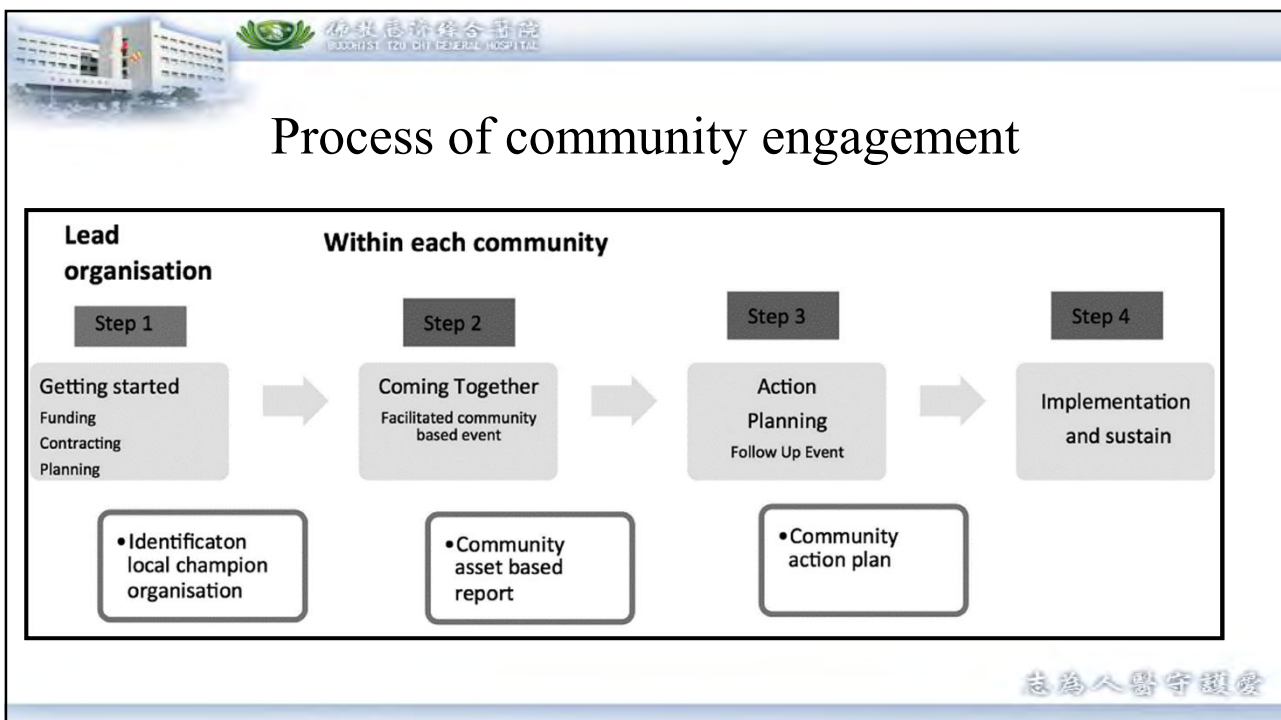 佛教慈濟綜合醫院
BUDDHIST TZU CHI GENERAL HOSPITAL
Process of community engagement
Lead
organisation
Within each community
Step 1
Step 2
Step 3
Step 4
Getting started
Funding
Contracting
Planning
Coming Together
Facilitated community
based event
Action
Planning
Follow Up Event
Implementation
and sustain
•Identificaton
local champion
organisation
•Community
asset based
report
•Community
action plan
志為人醫守護愛